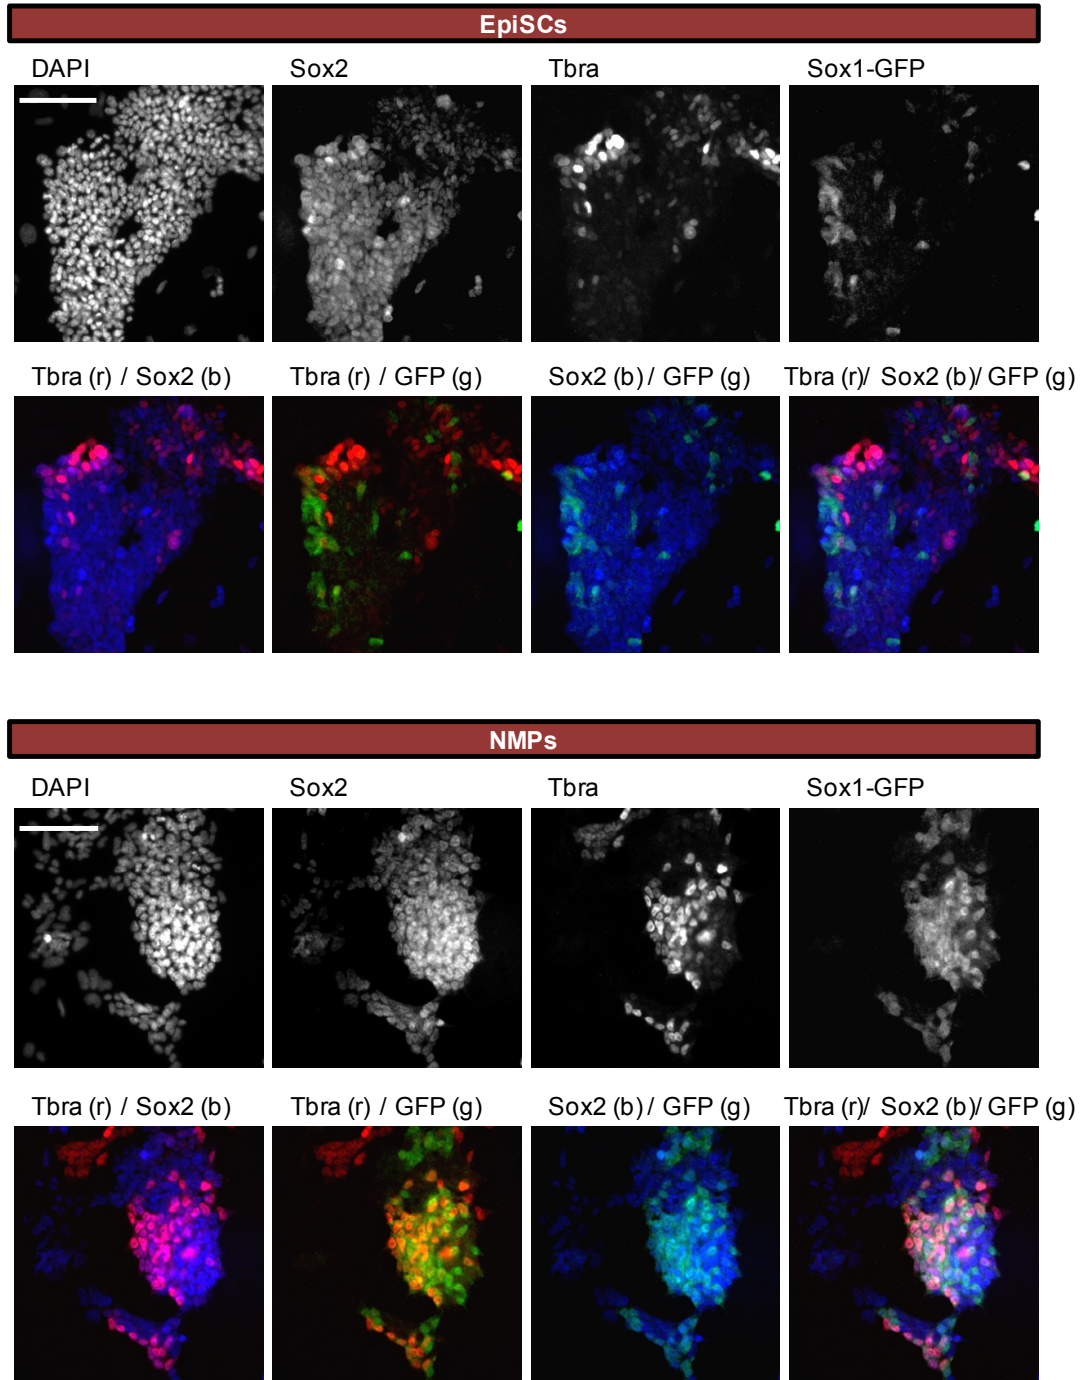 EpiSCs
DAPI Sox2 Tbra Sox1-GFP
Tbra (r) / Sox2 (b) Tbra (r) / GFP (g) Sox2 (b) / GFP (g) Tbra (r)/ Sox2 (b)/ GFP (g)
NMPs
DAPI Sox2 Tbra Sox1-GFP
Tbra (r) / Sox2 (b) Tbra (r) / GFP (g) Sox2 (b) / GFP (g) Tbra (r)/ Sox2 (b)/ GFP (g)